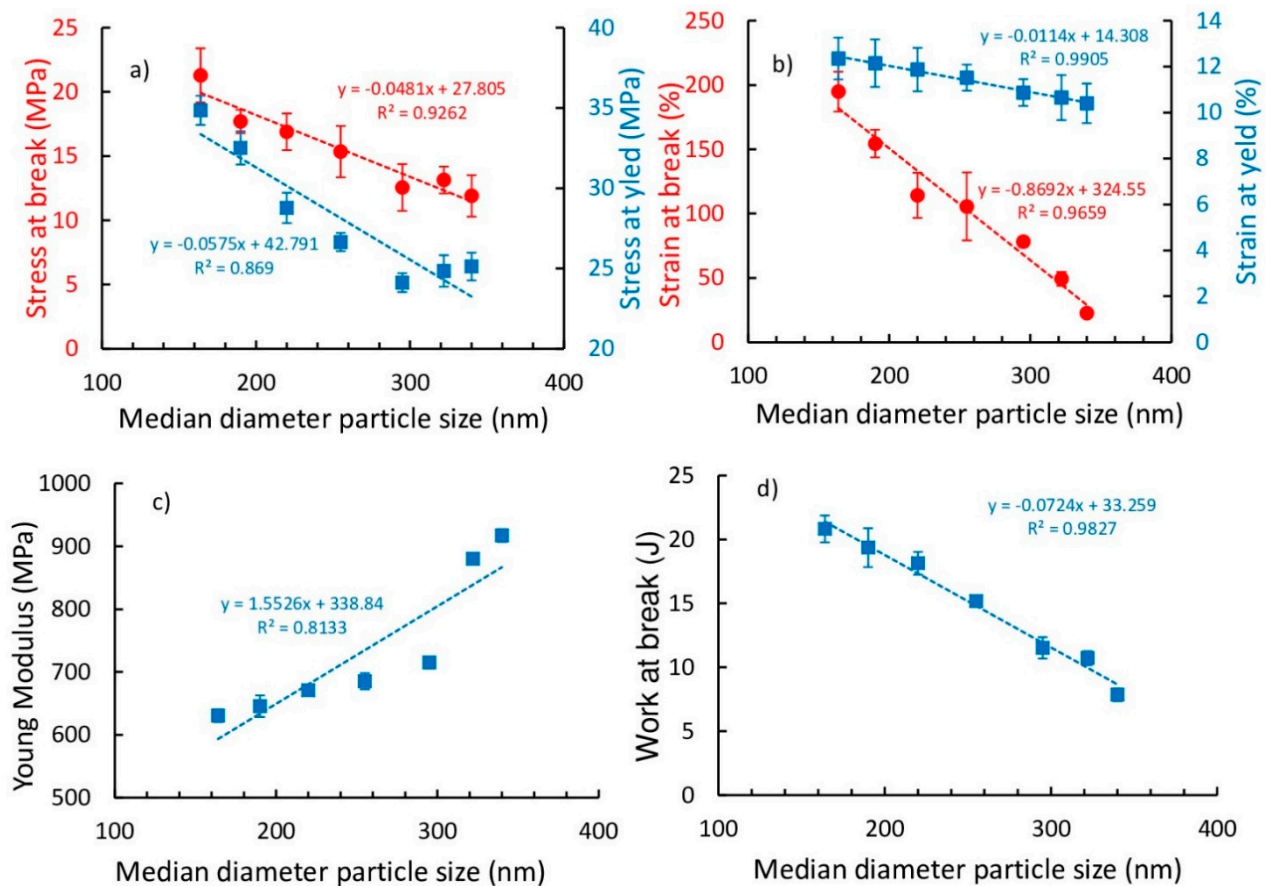 a)
Stress at break (MPa)
25
20
15
10
5
0
y = -0.0481x + 27.805
R² = 0.9262
y = -0.0575x + 42.791
R² = 0.869
40
35
30
25
20
Stress at yled (MPa)
100
200
300
400
Median diameter particle size (nm)
b)
Strain at break (%)
250
200
150
100
50
0
y = -0.0114x + 14.308
R² = 0.9905
y = -0.8692x + 324.55
R² = 0.9659
14
12
10
8
6
4
2
0
Strain at yeld (%)
100
200
300
400
Median diameter particle size (nm)
c)
Young Modulus (MPa)
1000
900
800
700
600
500
y = 1.5526x + 338.84
R² = 0.8133
100
200
300
400
Median diameter particle size (nm)
d)
Work at break (J)
25
20
15
10
5
0
y = -0.0724x + 33.259
R² = 0.9827
100
200
300
400
Median diameter particle size (nm)